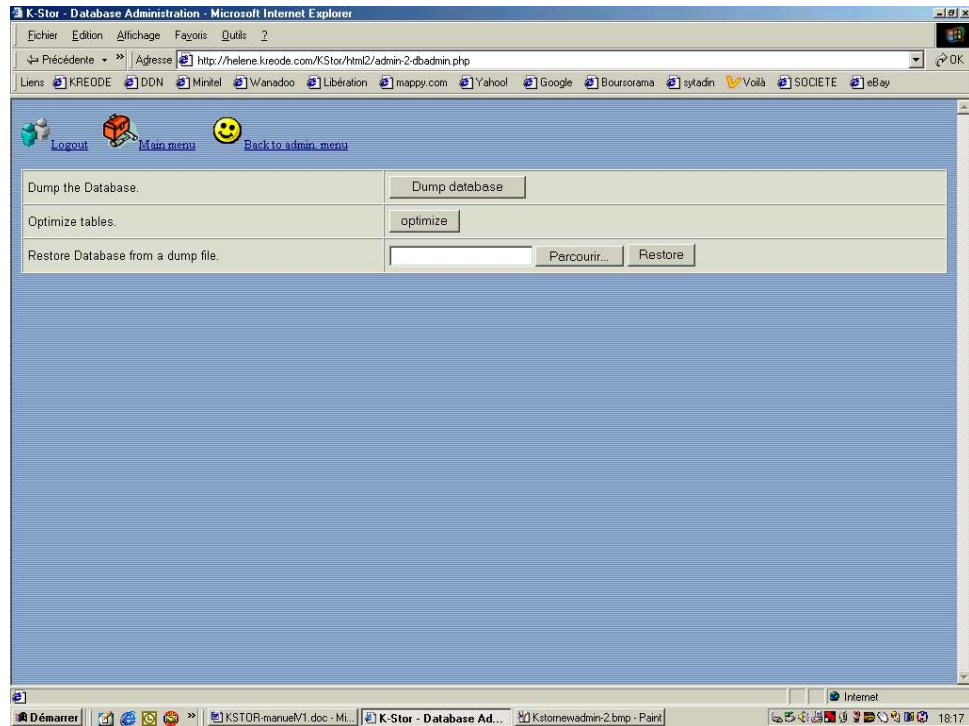 K-Stor - Database Administration - Microsoft Internet Explorer
Fichier Edition Affichage Favoris Outils ?
Précédente » Adresse http://helene.kreode.com/KStor/html2/admin-2-dbadmin.php OK
Liens KREODE DDN Minitel Wanadoo Libération mappy.com Yahoo! Google Boursorama sytadin Voilà SOCIETE eBay
Logout Main menu Back to admin. menu
Dump the Database. Dump database
Optimize tables. optimize
Restore Database from a dump file. Parcourir... Restore
Internet
Démarrer » KSTOR-manuelV1.doc - Mi... K-Stor - Database Ad... Kstornewadmin-2.bmp - Paint 18:17